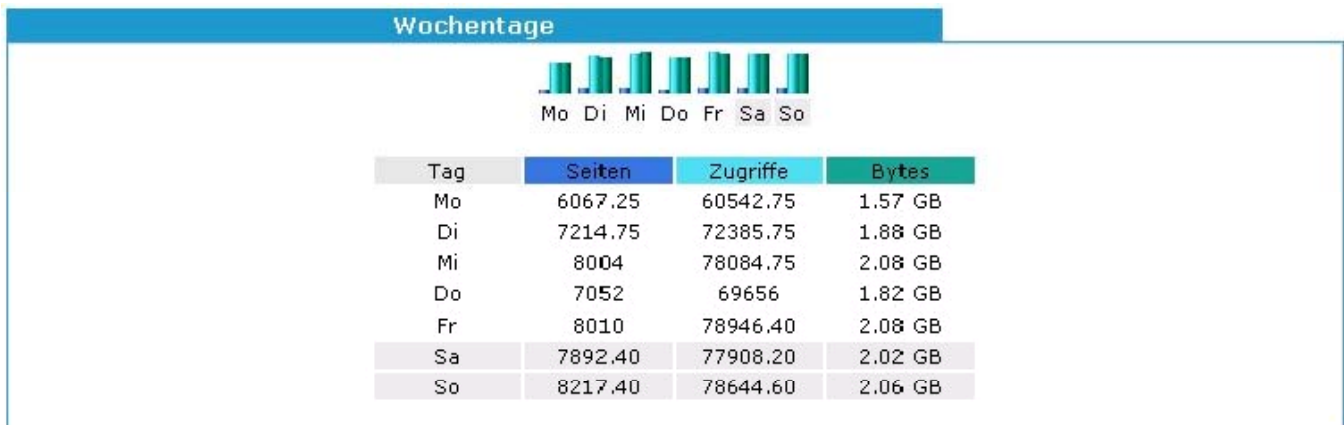 Wochentage
Mo Di Mi Do Fr Sa So
Tag Seiten Zugriffe Bytes
Mo 6067.25 60542.75 1.57 GB
Di 7214.75 72385.75 1.88 GB
Mi 8004 78084.75 2.08 GB
Do 7052 69656 1.82 GB
Fr 8010 78946.40 2.08 GB
Sa 7892.40 77908.20 2.02 GB
So 8217.40 78644.60 2.06 GB